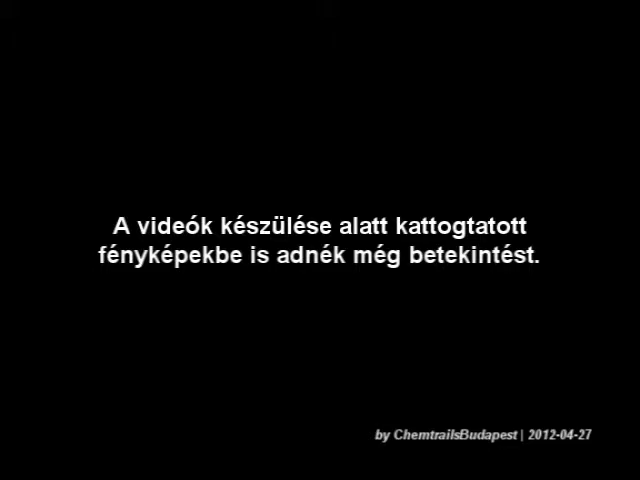 A videók készülése alatt kattogtatott
fényképekbe is adnék még betekintést.
by ChemtrailsBudapest | 2012-04-27